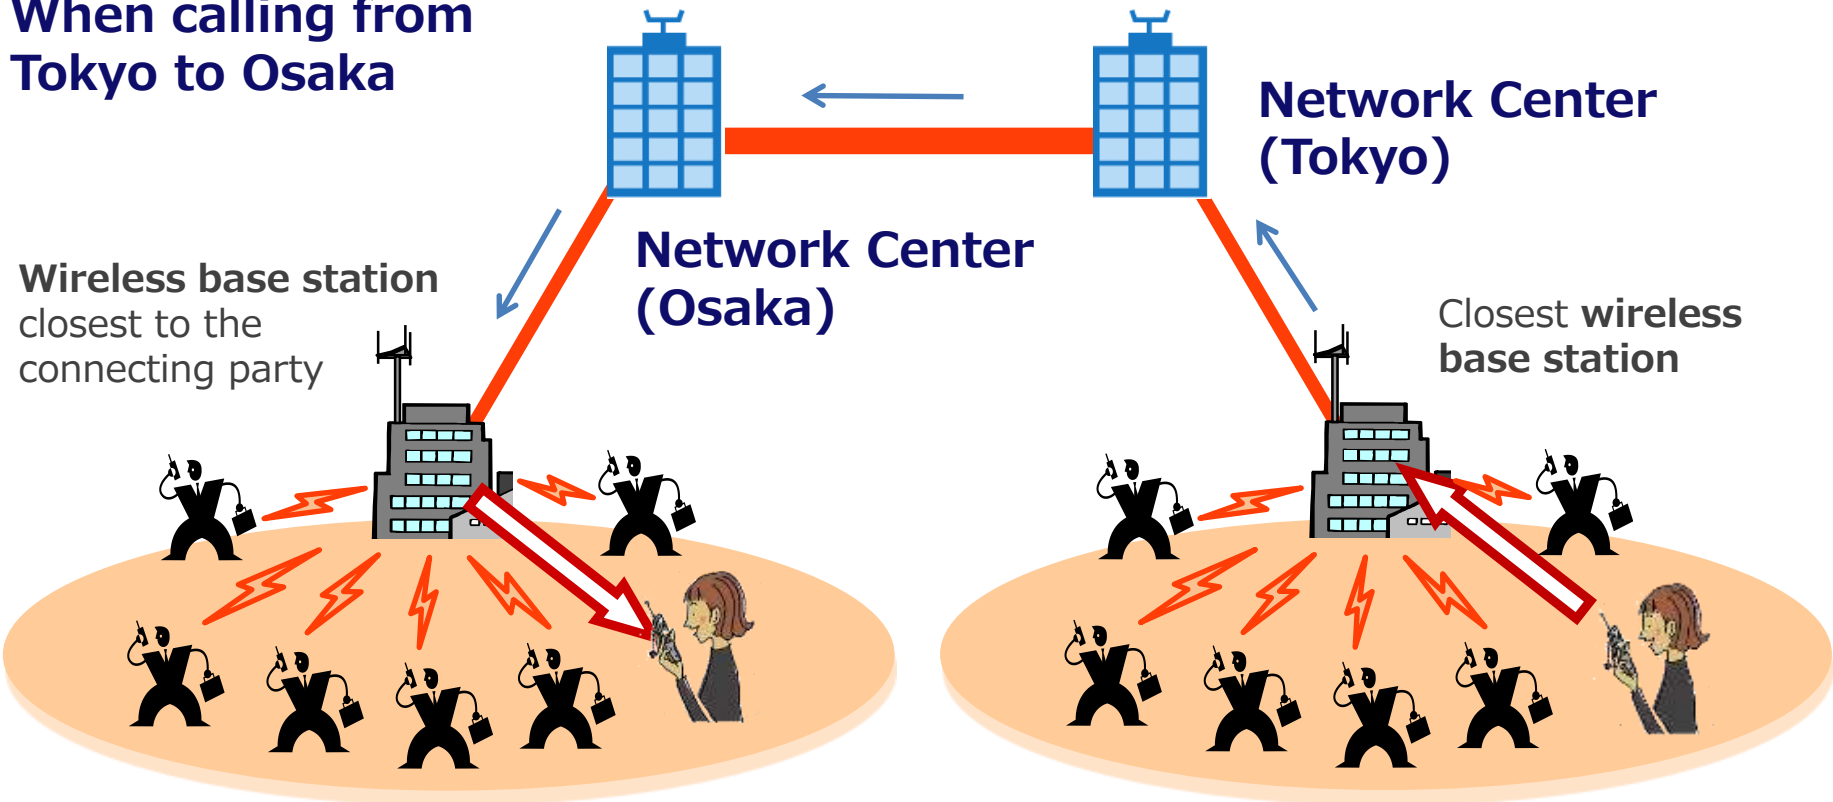 When calling from
Tokyo to Osaka
Network Center
(Tokyo)
Network Center
(Osaka)
Wireless base station
closest to the
connecting party
Closest wireless
base station